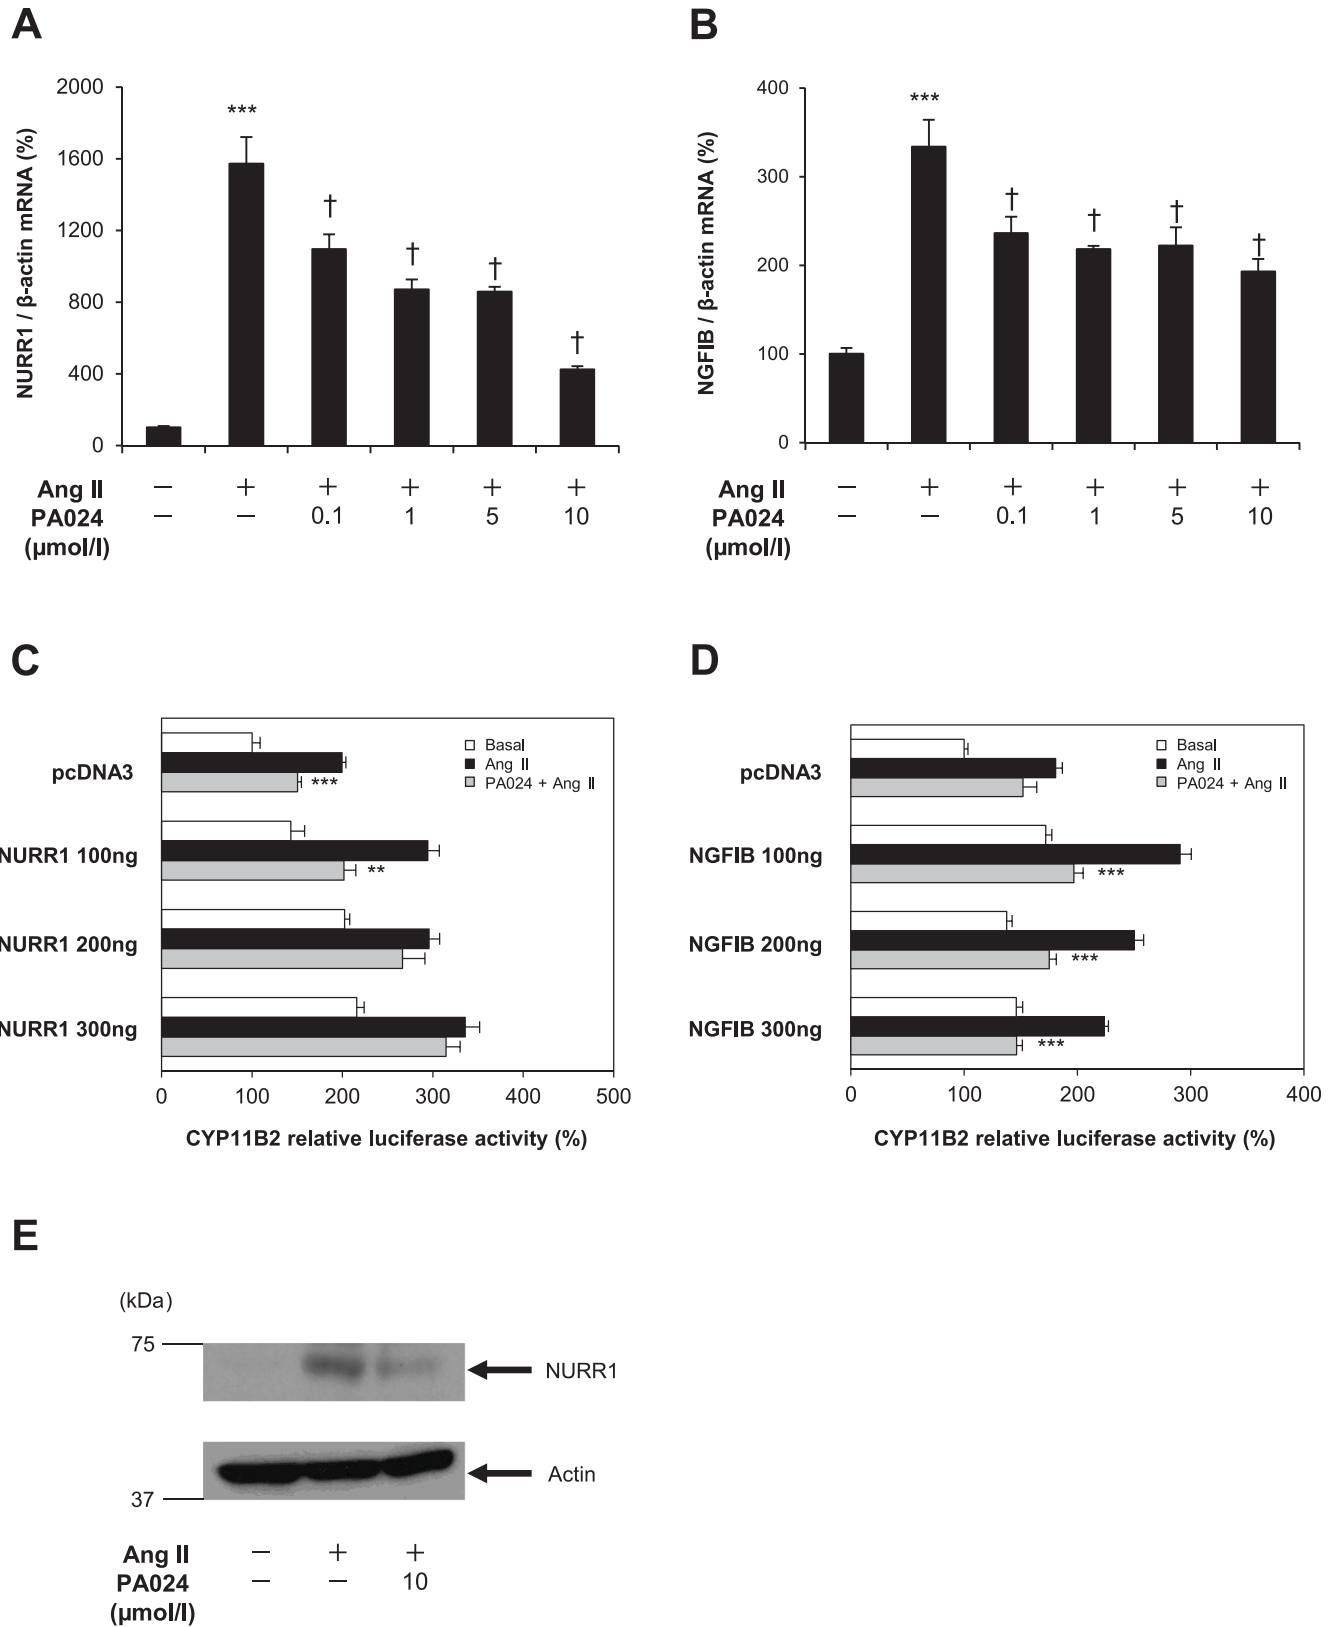 A
2000
1600
1200
800
400
0
NURR1 / β-actin mRNA (%)
***
†
†
†
†
Ang II − + + + + +
PA024 − − 0.1 1 5 10
(μmol/l)
B
400
300
200
100
0
NGFIB / β-actin mRNA (%)
***
†
†
†
†
Ang II − + + + + +
PA024 − − 0.1 1 5 10
(μmol/l)
C
Basal
Ang II
PA024 + Ang II
pcDNA3
***
NURR1 100ng
**
NURR1 200ng
NURR1 300ng
0 100 200 300 400 500
CYP11B2 relative luciferase activity (%)
D
Basal
Ang II
PA024 + Ang II
pcDNA3
NGFIB 100ng
***
NGFIB 200ng
***
NGFIB 300ng
***
0 100 200 300 400
CYP11B2 relative luciferase activity (%)
E
(kDa)
75
NURR1
Actin
37
Ang II − + +
PA024 − − 10
(μmol/l)